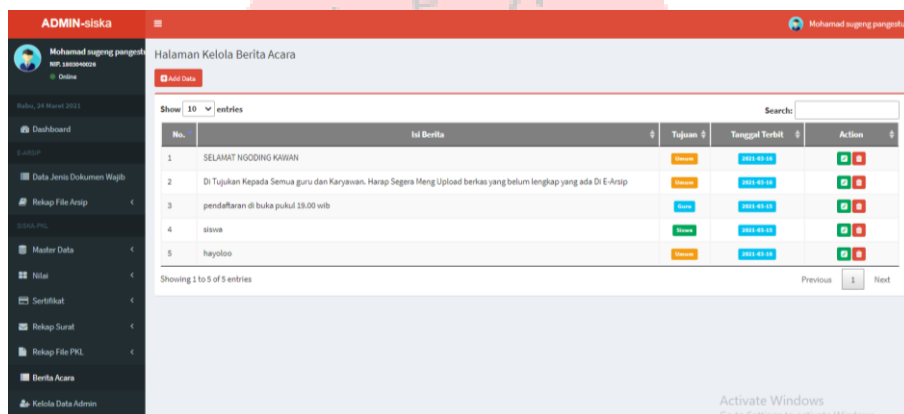 ADMIN-siska
Mohamad sugeng pangestu
Mohamad sugeng pangest
NIP.
Online
Rabu, 24 Maret 2021
Dashboard
E-ARSIP
Data Jenis Dokumen Wajib
Rekap File Arsip
SISKA-PKL
Master Data
Nilai
Sertifikat
Rekap Surat
Rekap File PKL
Berita Acara
Kelola Data Admin
Halaman Kelola Berita Acara
Add Data
Show 10 entries
Search:
No. Isi Berita Tujuan Tanggal Terbit Action
1 SELAMAT NGODING KAWAN Umum 2021-03-16
2 Di Tujukan Kepada Semua guru dan Karyawan. Harap Segera Meng Upload berkas yang belum lengkap yang ada Di E-Arsip Umum 2021-03-16
3 pendaftaran di buka pukul 19.00 wib Guru 2021-03-15
4 siswa Siswa 2021-03-15
5 hayoloo Umum 2021-03-16
Showing 1 to 5 of 5 entries
Previous 1 Next
Activate Windows